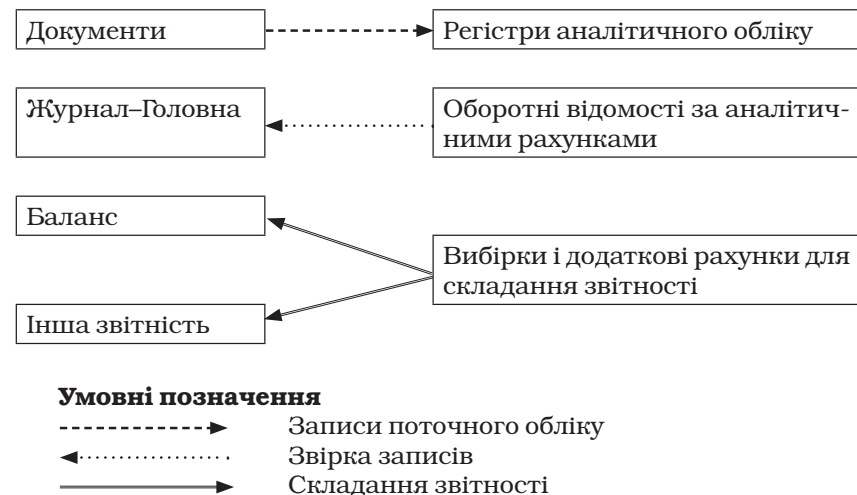 Документи
Регістри аналітичного обліку
Журнал–Головна
Оборотні відомості за аналітич-
ними рахунками
Баланс
Вибірки і додаткові рахунки для
складання звітності
Інша звітність
Умовні позначення
Записи поточного обліку
Звірка записів
Складання звітності